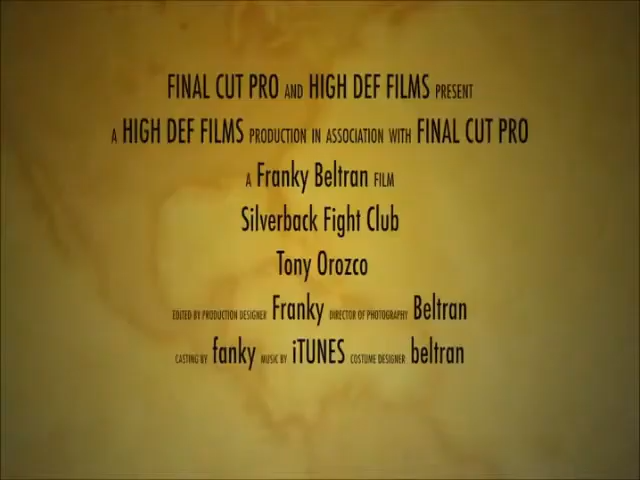 FINAL CUT PRO AND HIGH DEF FILMS PRESENT
A HIGH DEF FILMS PRODUCTION IN ASSOCIATION WITH FINAL CUT PRO
A Franky Beltran FILM
Silverback Fight Club
Tony Orozco
EDITED BY PRODUCTION DESIGNER Franky DIRECTOR OF PHOTOGRAPHY Beltran
CASTING BY fanky MUSIC BY iTUNES COSTUME DESIGNER beltran